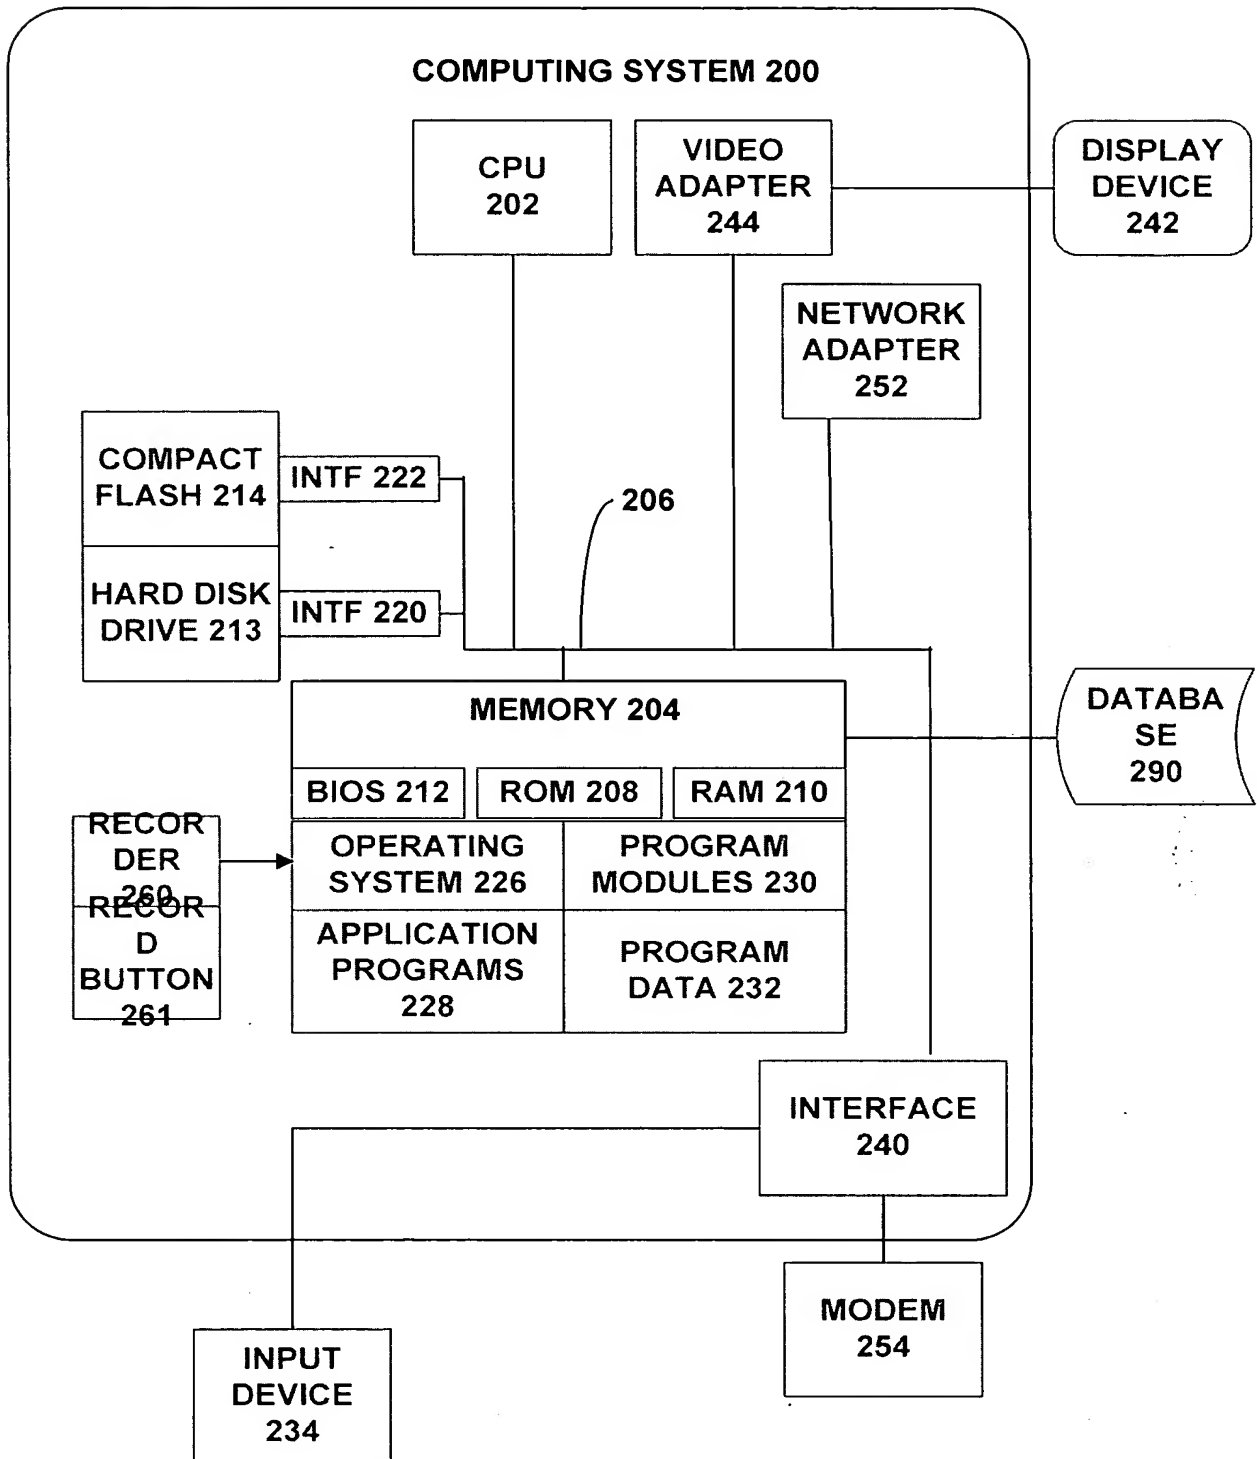 COMPUTING SYSTEM 200
CPU
202
VIDEO
ADAPTER
244
DISPLAY
DEVICE
242
NETWORK
ADAPTER
252
COMPACT
FLASH 214
INTF 222
206
HARD DISK
DRIVE 213
INTF 220
MEMORY 204
DATABA
SE
290
BIOS 212
ROM 208
RAM 210
RECOR
DER
260
OPERATING
SYSTEM 226
PROGRAM
MODULES 230
RECOR
D
BUTTON
261
APPLICATION
PROGRAMS
228
PROGRAM
DATA 232
INTERFACE
240
MODEM
254
INPUT
DEVICE
234